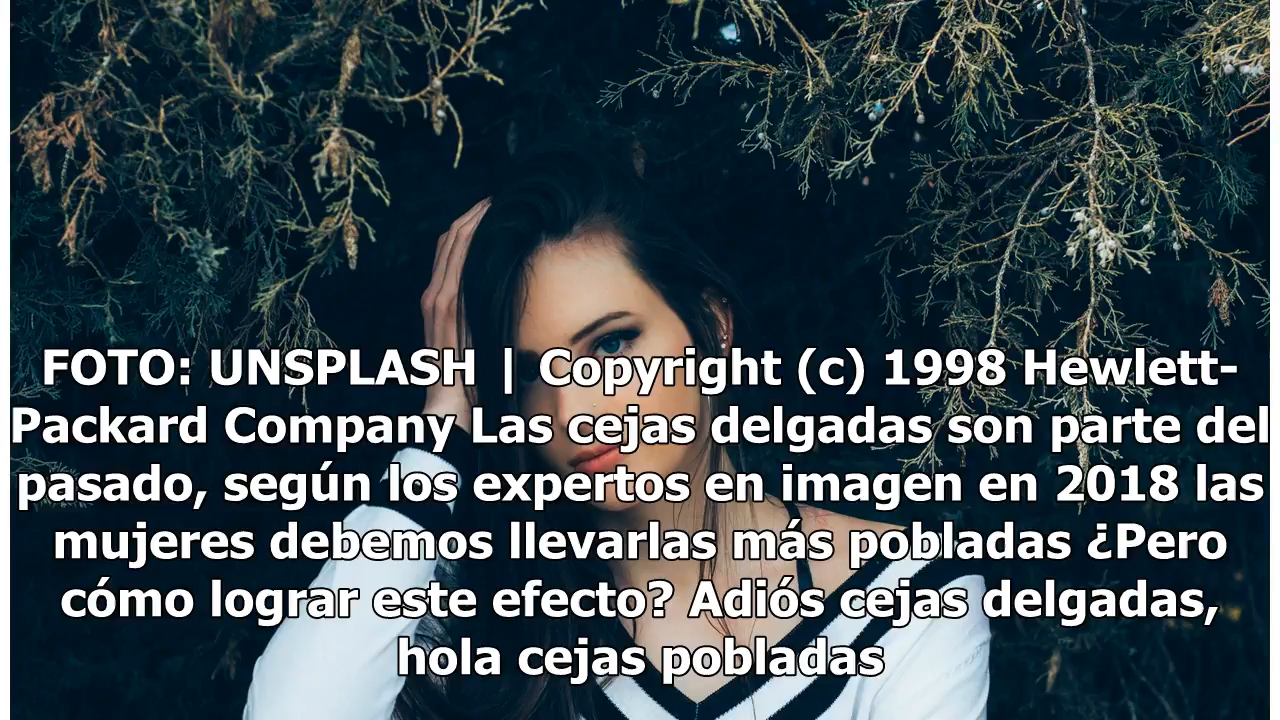 FOTO: UNSPLASH | Copyright (c) 1998 Hewlett-
Packard Company Las cejas delgadas son parte del
pasado, según los expertos en imagen en 2018 las
mujeres debemos llevarlas más pobladas ¿Pero
cómo lograr este efecto? Adiós cejas delgadas,
hola cejas pobladas